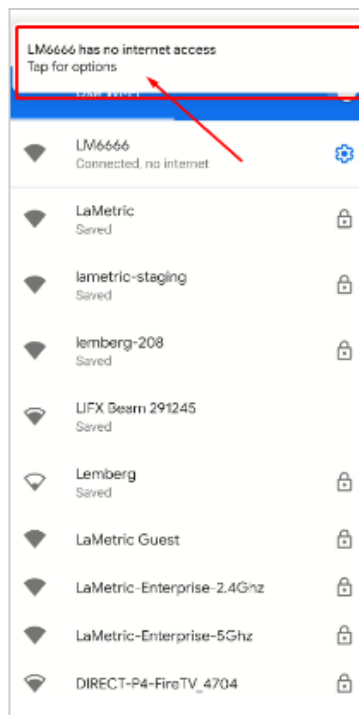 LM6666 has no internet access
Tap for options
LM6666
Connected, no internet
LaMetric
Saved
lametric-staging
Saved
lemberg-208
Saved
LIFX Beam 291245
Saved
Lemberg
Saved
LaMetric Guest
LaMetric-Enterprise-2.4Ghz
LaMetric-Enterprise-5Ghz
DIRECT-P4-FireTV_4704